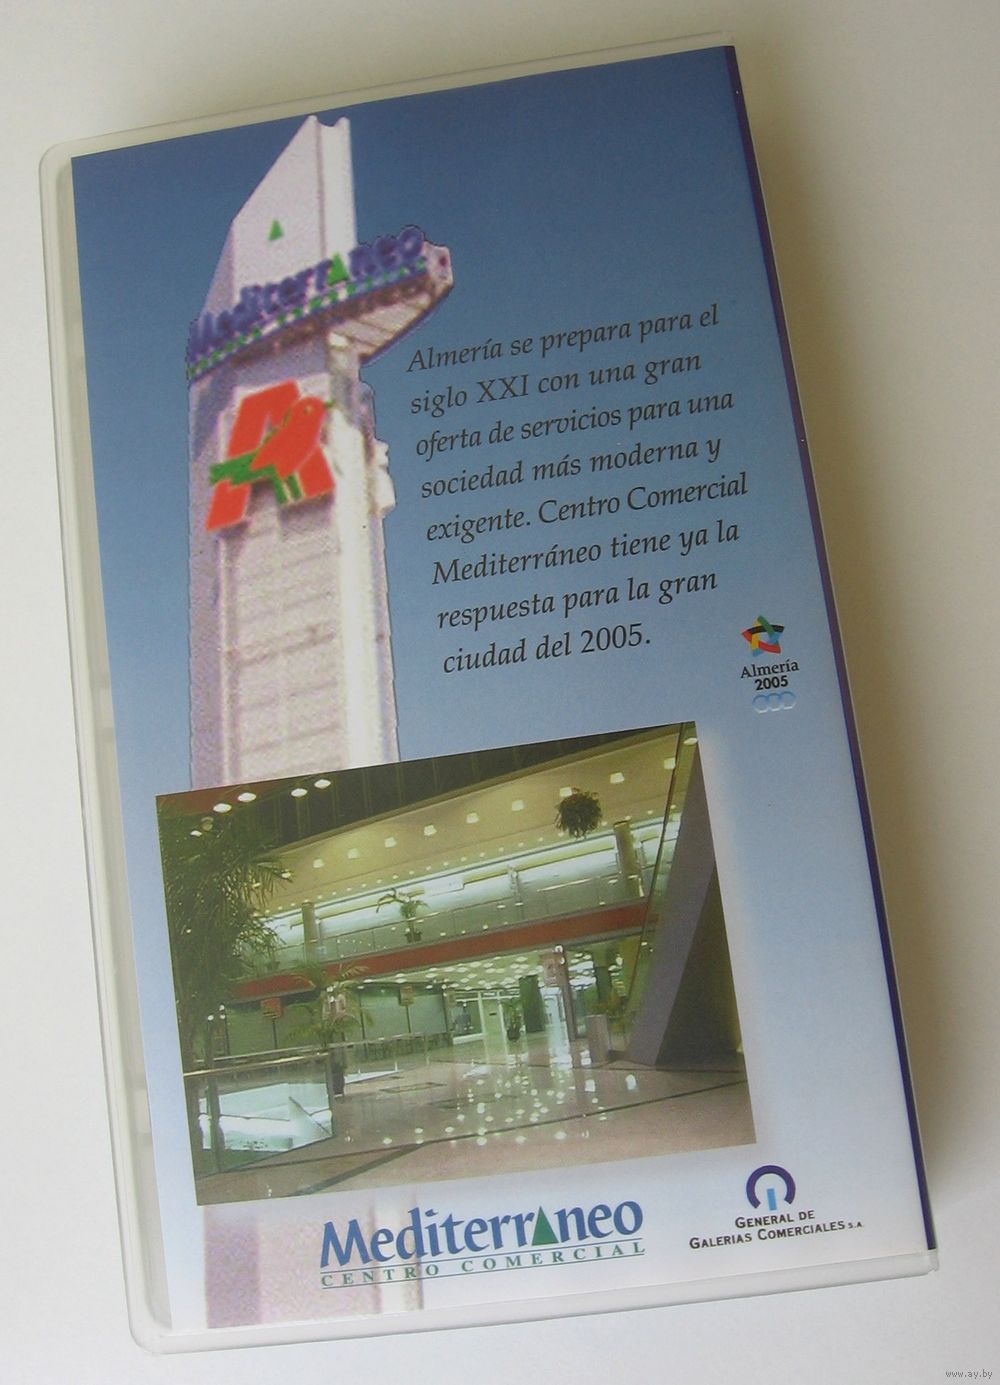 Mediterraneo
Almería se prepara para el
siglo XXI con una gran
oferta de servicios para una
sociedad más moderna y
exigente. Centro Comercial
Mediterráneo tiene ya la
respuesta para la gran
ciudad del 2005.
Almería
2005
Mediterraneo
CENTRO COMERCIAL
GENERAL DE
GALERIAS COMERCIALES S.A.
www.ay.by